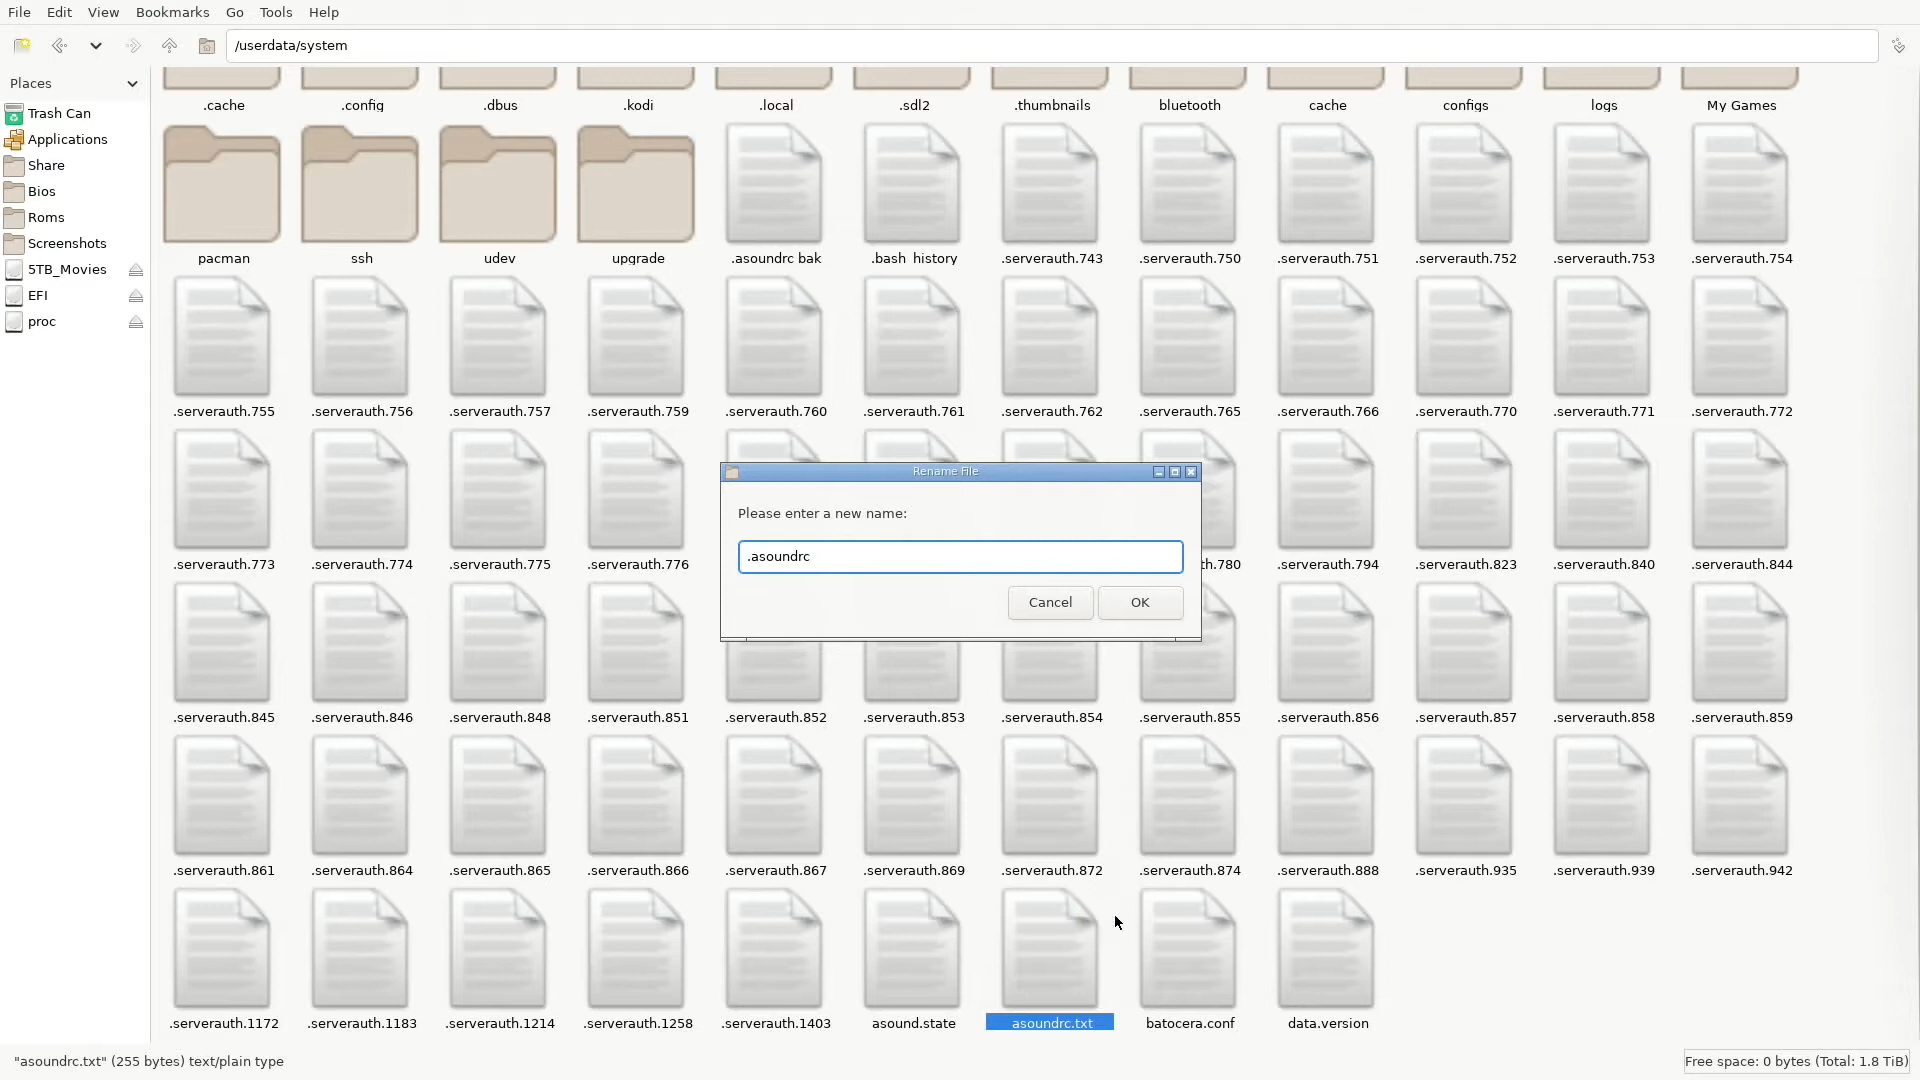 File Edit View Bookmarks Go Tools Help
/userdata/system
Places
Trash Can
Applications
Share
Bios
Roms
Screenshots
5TB_Movies
EFI
proc
.cache .config .dbus .kodi .local .sdl2 .thumbnails bluetooth cache configs logs My Games
pacman ssh udev upgrade .asoundrc bak .bash_history .serverauth.743 .serverauth.750 .serverauth.751 .serverauth.752 .serverauth.753 .serverauth.754
.serverauth.755 .serverauth.756 .serverauth.757 .serverauth.759 .serverauth.760 .serverauth.761 .serverauth.762 .serverauth.765 .serverauth.766 .serverauth.770 .serverauth.771 .serverauth.772
.serverauth.773 .serverauth.774 .serverauth.775 .serverauth.776 h.780 .serverauth.794 .serverauth.823 .serverauth.840 .serverauth.844
Rename File
Please enter a new name:
.asoundrc
Cancel OK
.serverauth.845 .serverauth.846 .serverauth.848 .serverauth.851 .serverauth.852 .serverauth.853 .serverauth.854 .serverauth.855 .serverauth.856 .serverauth.857 .serverauth.858 .serverauth.859
.serverauth.861 .serverauth.864 .serverauth.865 .serverauth.866 .serverauth.867 .serverauth.869 .serverauth.872 .serverauth.874 .serverauth.888 .serverauth.935 .serverauth.939 .serverauth.942
.serverauth.1172 .serverauth.1183 .serverauth.1214 .serverauth.1258 .serverauth.1403 asound.state asoundrc.txt batocera.conf data.version
"asoundrc.txt" (255 bytes) text/plain type
Free space: 0 bytes (Total: 1.8 TiB)